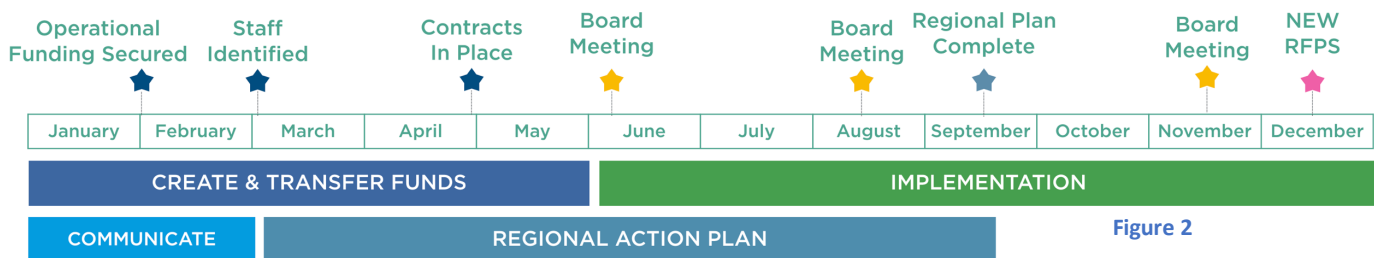 Operational
Funding Secured
Staff
Identified
Contracts
In Place
Board
Meeting
Board
Meeting
Regional Plan
Complete
Board
Meeting
NEW
RFPS
January February March April May June July August September October November December
CREATE & TRANSFER FUNDS
IMPLEMENTATION
COMMUNICATE
REGIONAL ACTION PLAN
Figure 2